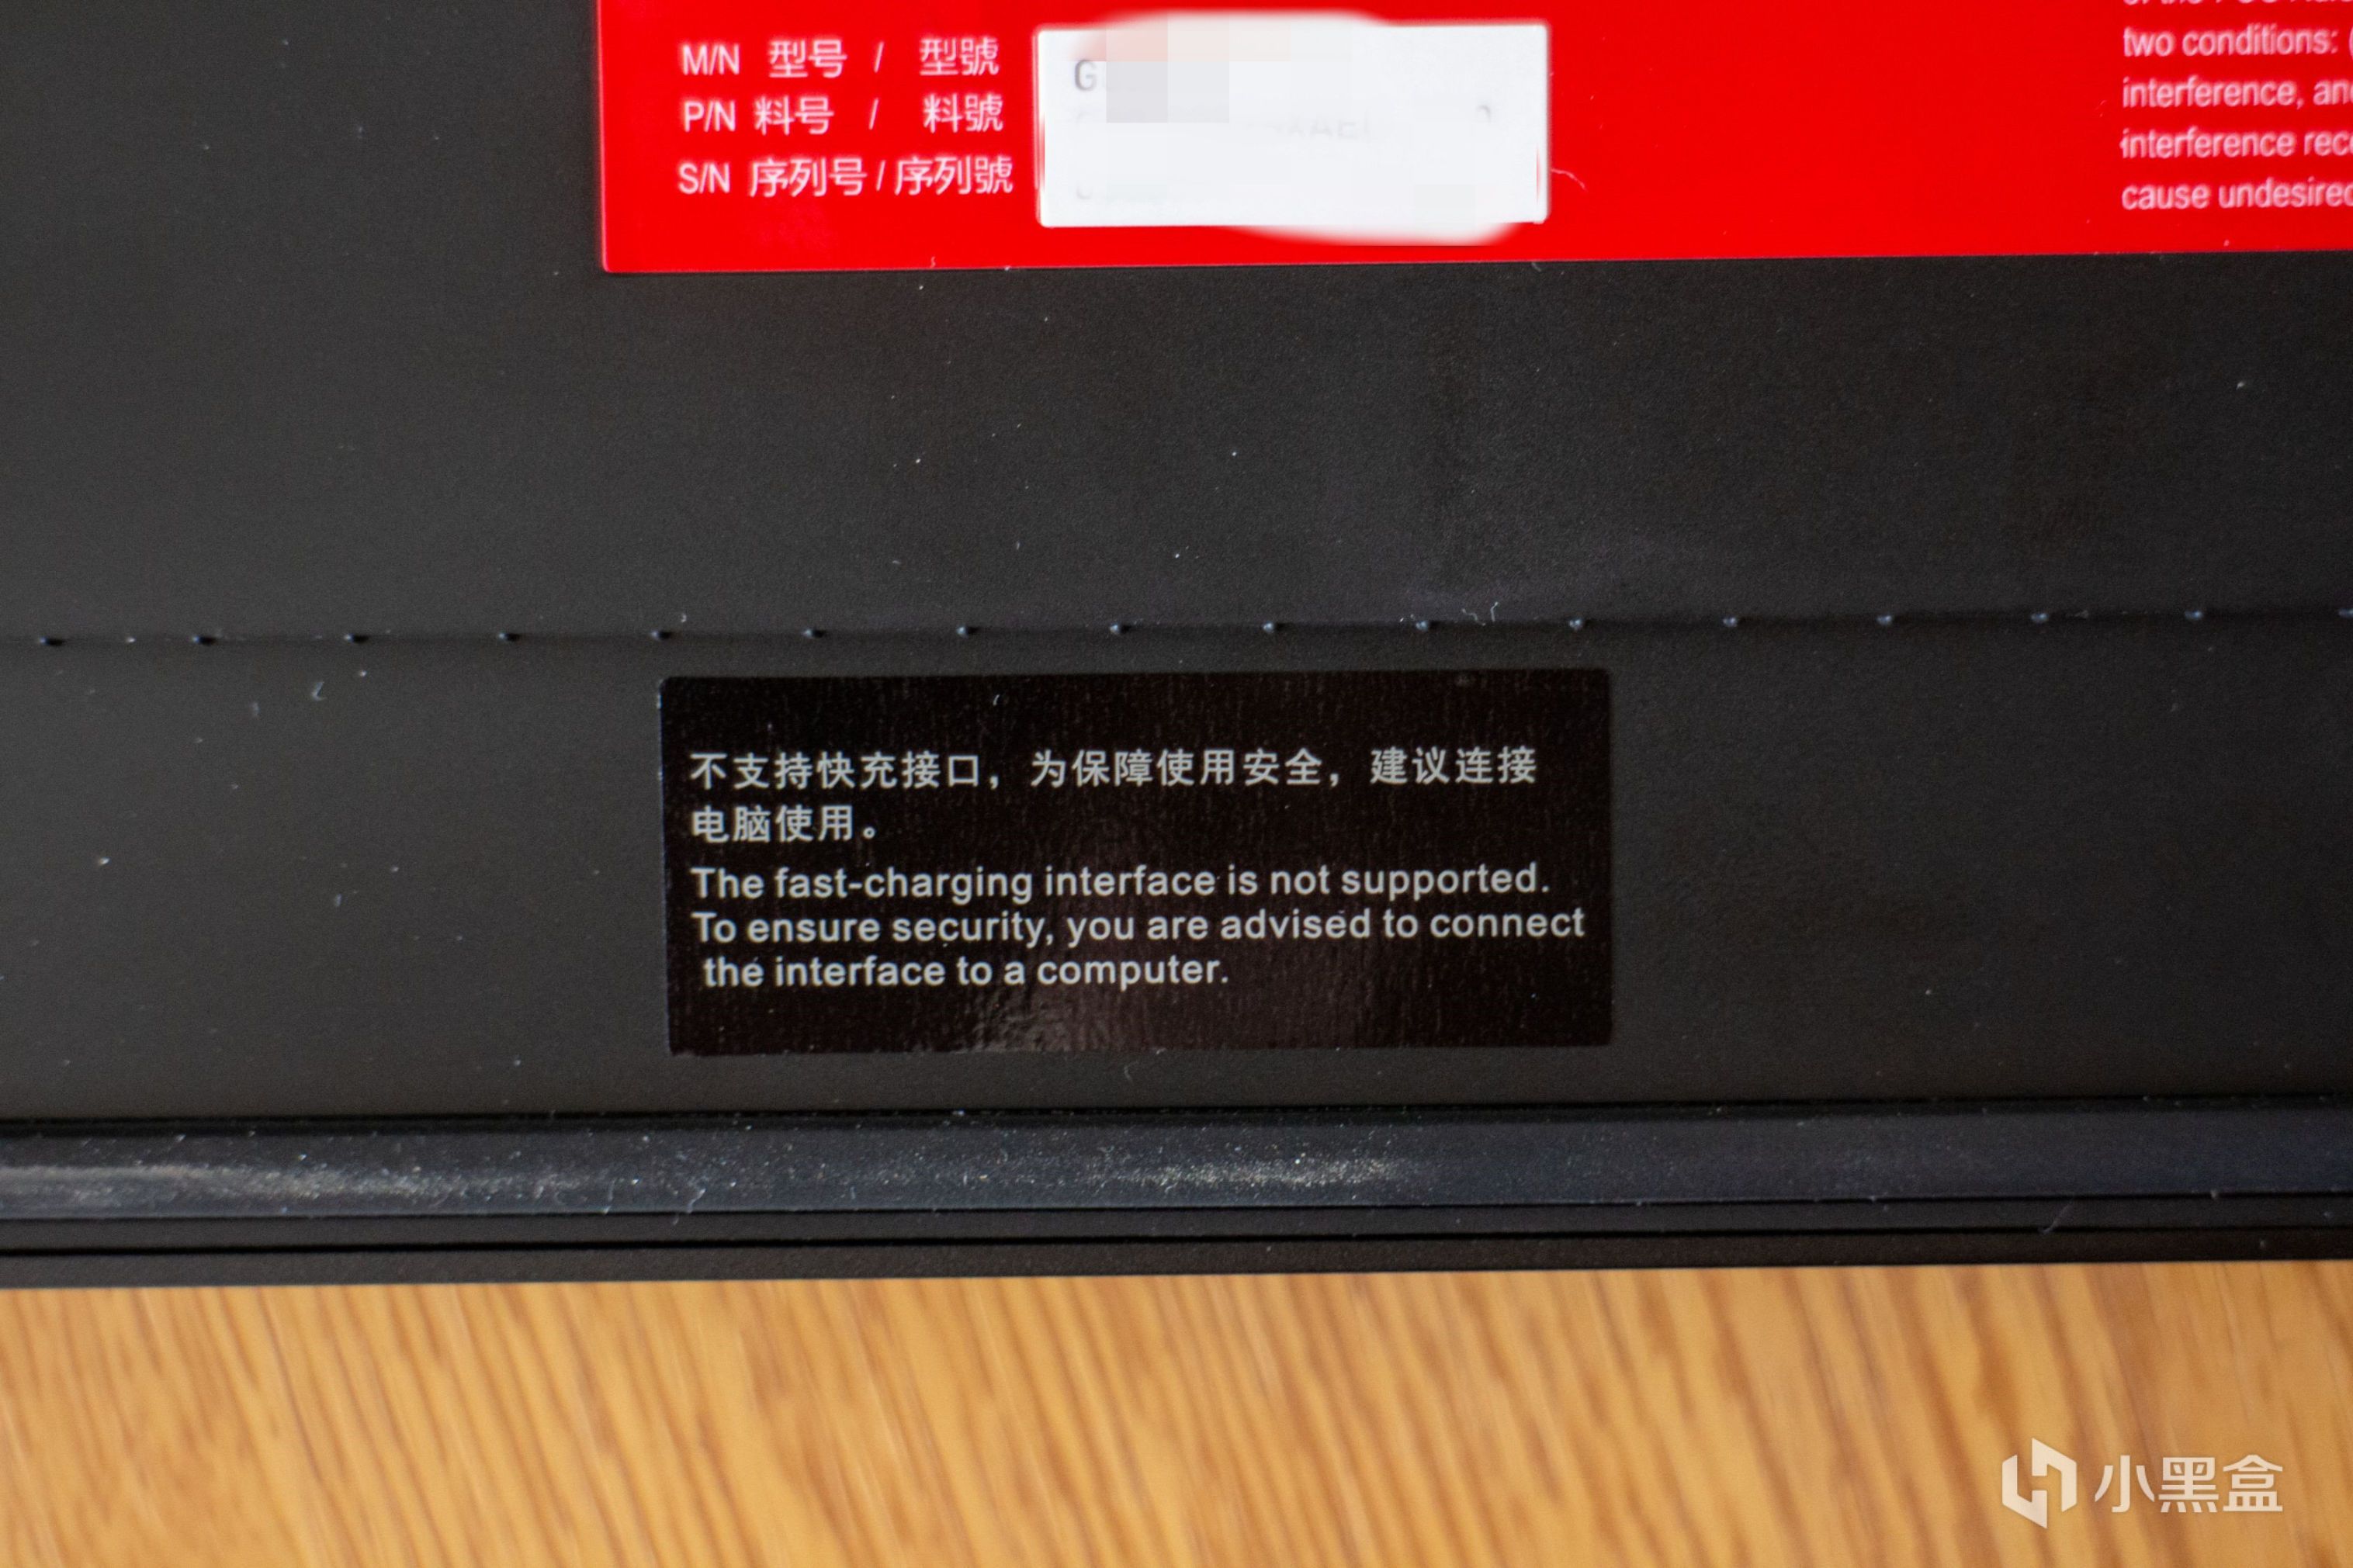 M/N 型号 / 型號
P/N 料号 / 料號
S/N 序列号 / 序列號
G
two conditions: (
interference, and
interference rece
cause undesired
不支持快充接口，为保障使用安全，建议连接
电脑使用。
The fast-charging interface is not supported.
To ensure security, you are advised to connect
the interface to a computer.
小黑盒